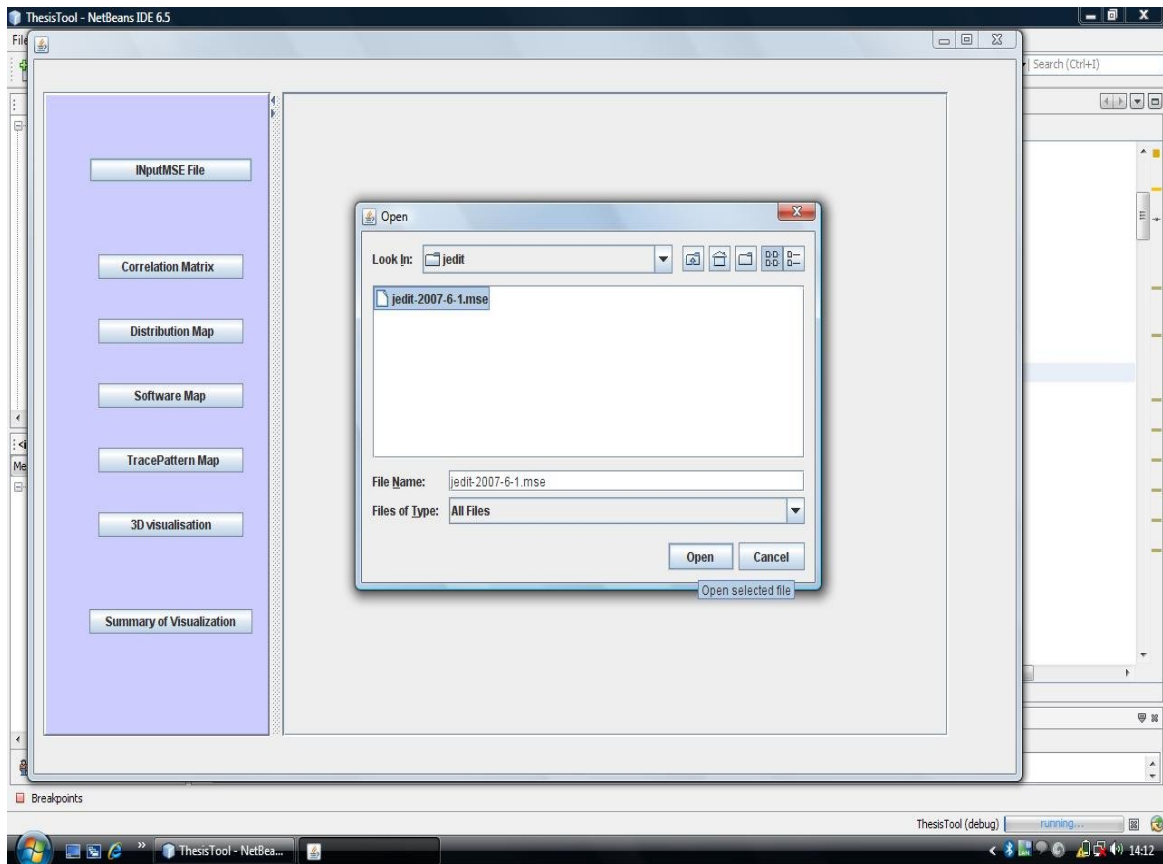 ThesisTool - NetBeans IDE 6.5
File
Search (Ctrl+I)
INputMSE File
Correlation Matrix
Distribution Map
Software Map
TracePattern Map
3D visualisation
Summary of Visualization
Open
Look In: jedit
jedit-2007-6-1.mse
File Name: jedit-2007-6-1.mse
Files of Type: All Files
Open Cancel
Open selected file
Breakpoints
ThesisTool (debug) running...
ThesisTool - NetBea...
14:12